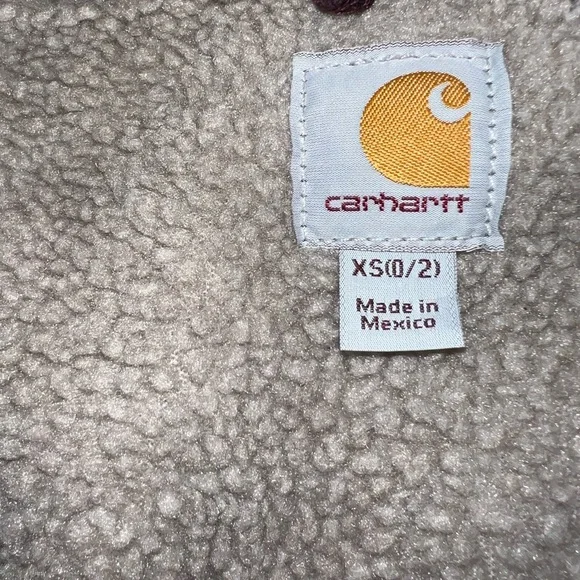 carhartt
XS(0/2)
Made in
Mexico